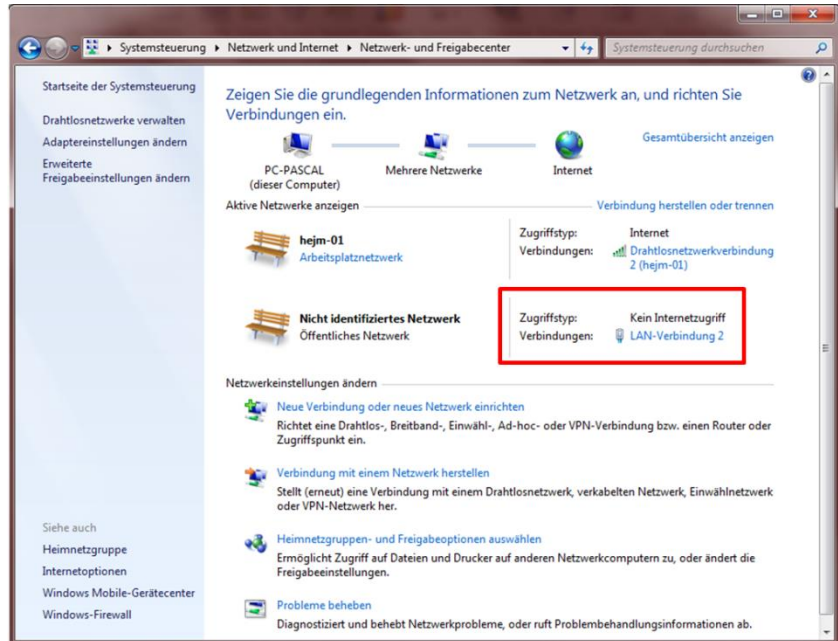 Systemsteuerung ▸ Netzwerk und Internet ▸ Netzwerk- und Freigabecenter
Systemsteuerung durchsuchen
Startseite der Systemsteuerung
Drahtlosnetzwerke verwalten
Adaptereinstellungen ändern
Erweiterte
Freigabeeinstellungen ändern
Zeigen Sie die grundlegenden Informationen zum Netzwerk an, und richten Sie
Verbindungen ein.
Gesamtübersicht anzeigen
PC-PASCAL
(dieser Computer)
Mehrere Netzwerke
Internet
Aktive Netzwerke anzeigen
Verbindung herstellen oder trennen
hejm-01
Arbeitsplatznetzwerk
Zugriffstyp: Internet
Verbindungen: Drahtlosnetzwerkverbindung
2 (hejm-01)
Nicht identifiziertes Netzwerk
Öffentliches Netzwerk
Zugriffstyp: Kein Internetzugriff
Verbindungen: LAN-Verbindung 2
Netzwerkeinstellungen ändern
Neue Verbindung oder neues Netzwerk einrichten
Richtet eine Drahtlos-, Breitband-, Einwähl-, Ad-hoc- oder VPN-Verbindung bzw. einen Router oder
Zugriffspunkt ein.
Verbindung mit einem Netzwerk herstellen
Stellt (erneut) eine Verbindung mit einem Drahtlosnetzwerk, verkabelten Netzwerk, Einwählnetzwerk
oder VPN-Netzwerk her.
Heimnetzgruppen- und Freigabeoptionen auswählen
Ermöglicht Zugriff auf Dateien und Drucker auf anderen Netzwerkcomputern zu, oder ändert die
Freigabeeinstellungen.
Probleme beheben
Diagnostiziert und behebt Netzwerkprobleme, oder ruft Problembehandlungsinformationen ab.
Siehe auch
Heimnetzgruppe
Internetoptionen
Windows Mobile-Gerätecenter
Windows-Firewall